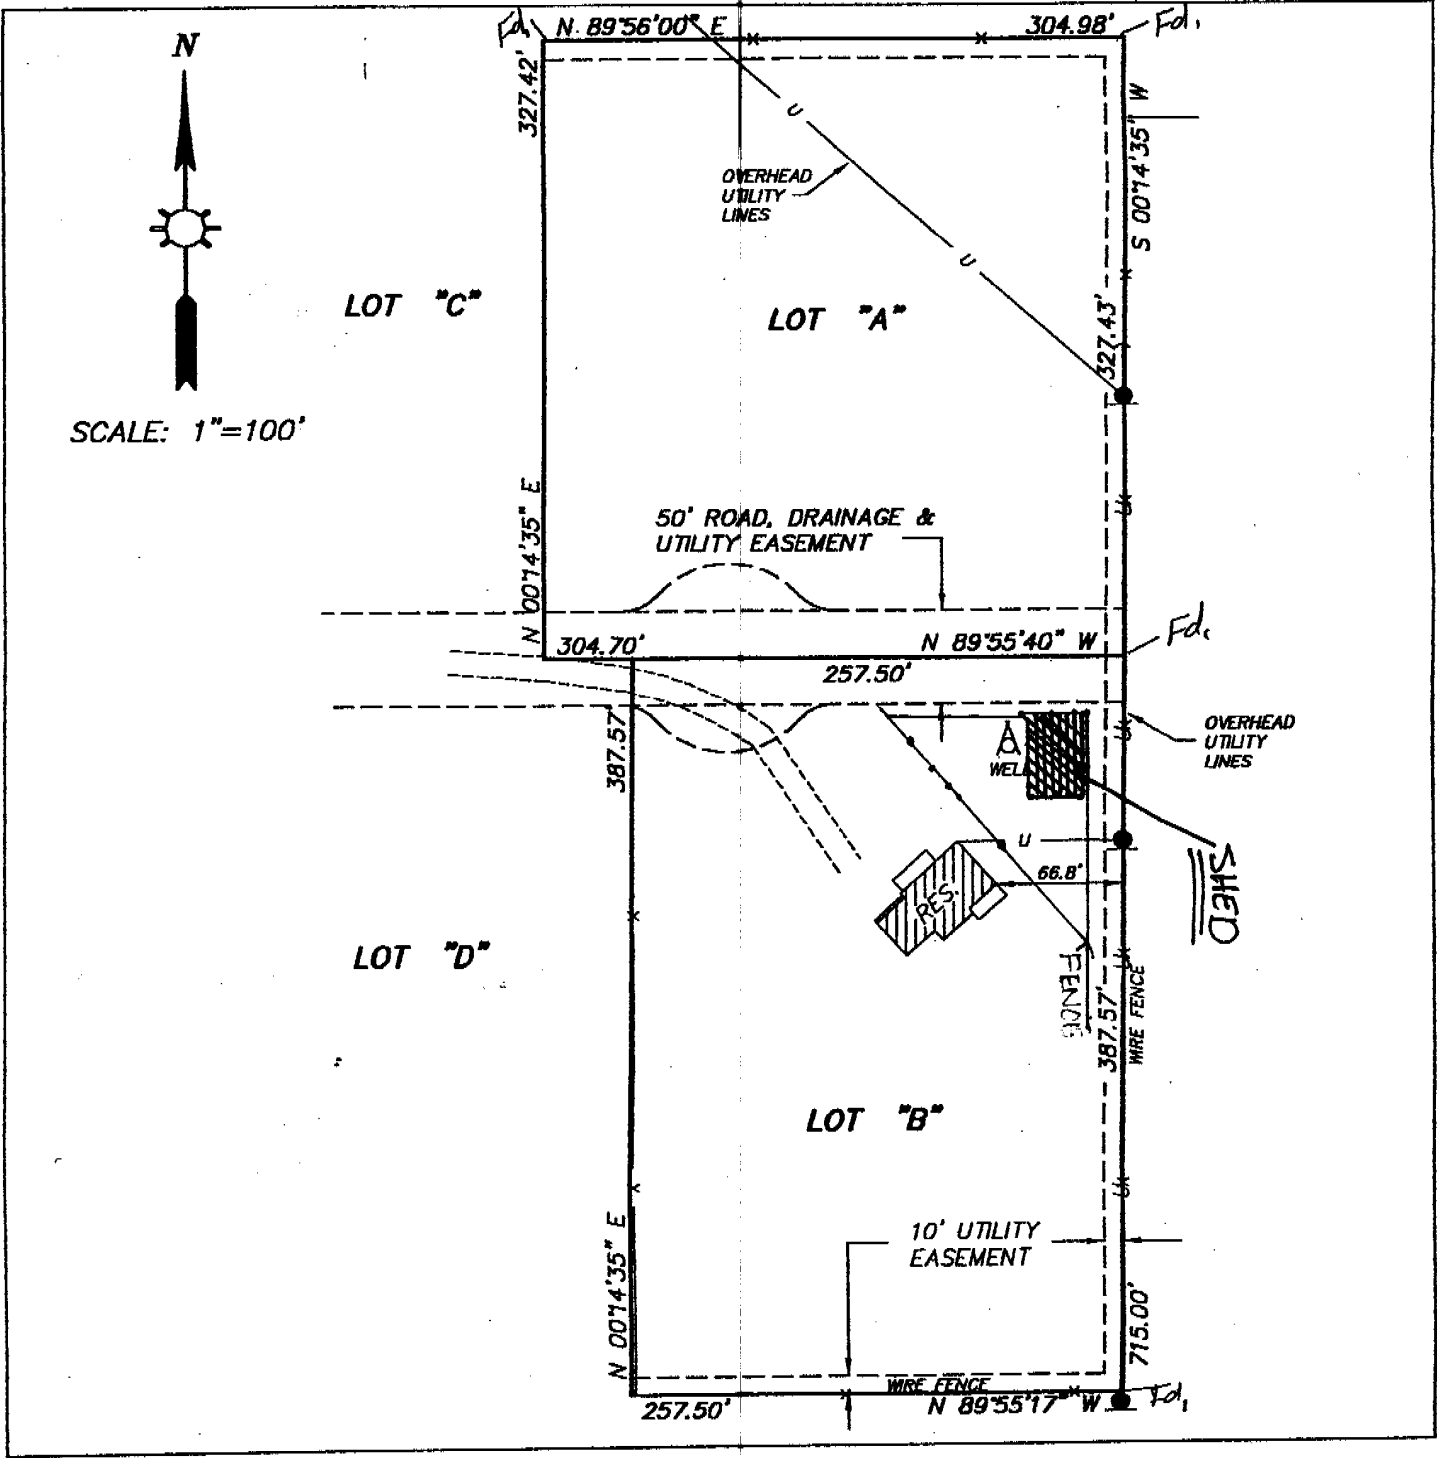 Fd.
N 89°56'00" E
304.98'
Fd.
N
327.42'
S 00°14'35" W
OVERHEAD
UTILITY
LINES
U
U
LOT "C"
LOT "A"
327.43'
SCALE: 1"=100'
N 00°14'35" E
50' ROAD, DRAINAGE &
UTILITY EASEMENT
Fd.
304.70'
N 89°55'40" W
257.50'
387.57'
WELL
OVERHEAD
UTILITY
LINES
U
66.8'
RES.
SHED
LOT "D"
FENCE
387.57'
WIRE FENCE
LOT "B"
10' UTILITY
EASEMENT
N 00°14'35" E
715.00'
WIRE FENCE
257.50'
N 89°55'17" W
Fd.